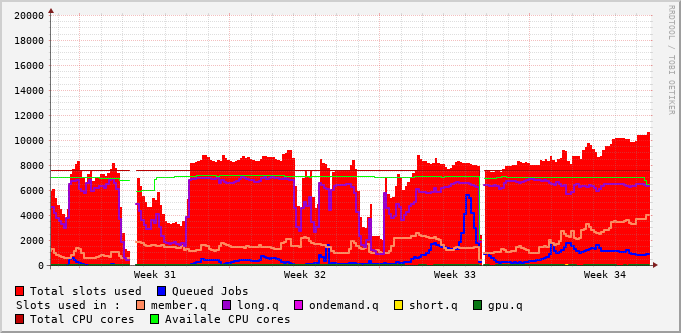 20000
18000
16000
14000
12000
10000
8000
6000
4000
2000
0
Week 31 Week 32 Week 33 Week 34
RRDTOOL / TOBI OETIKER
Total slots used Queued Jobs
Slots used in : member.q long.q ondemand.q short.q gpu.q
Total CPU cores Availale CPU cores